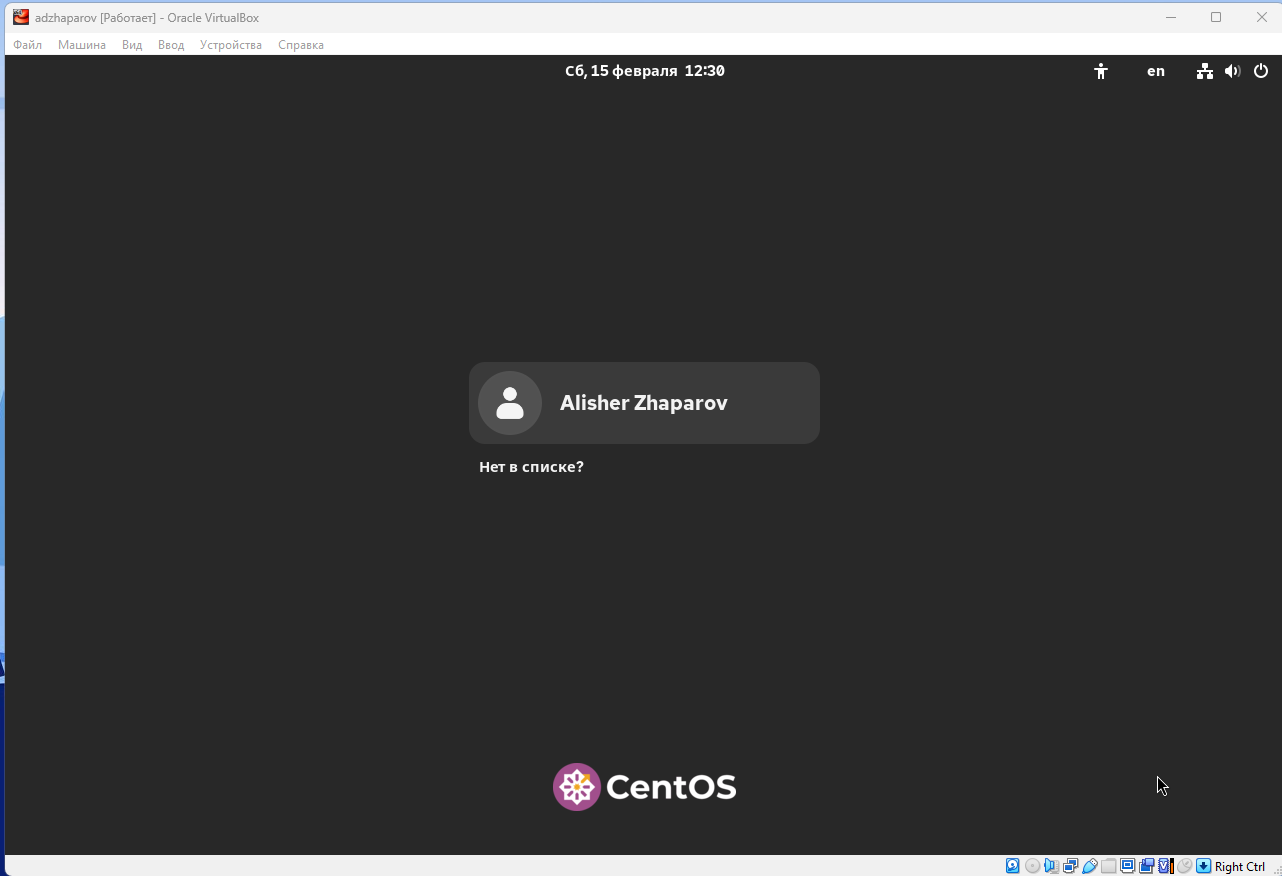 adzhaparov [Работает] - Oracle VirtualBox
Файл Машина Вид Ввод Устройства Справка
Сб, 15 февраля 12:30 en
Alisher Zhaparov
Нет в списке?
CentOS
Right Ctrl